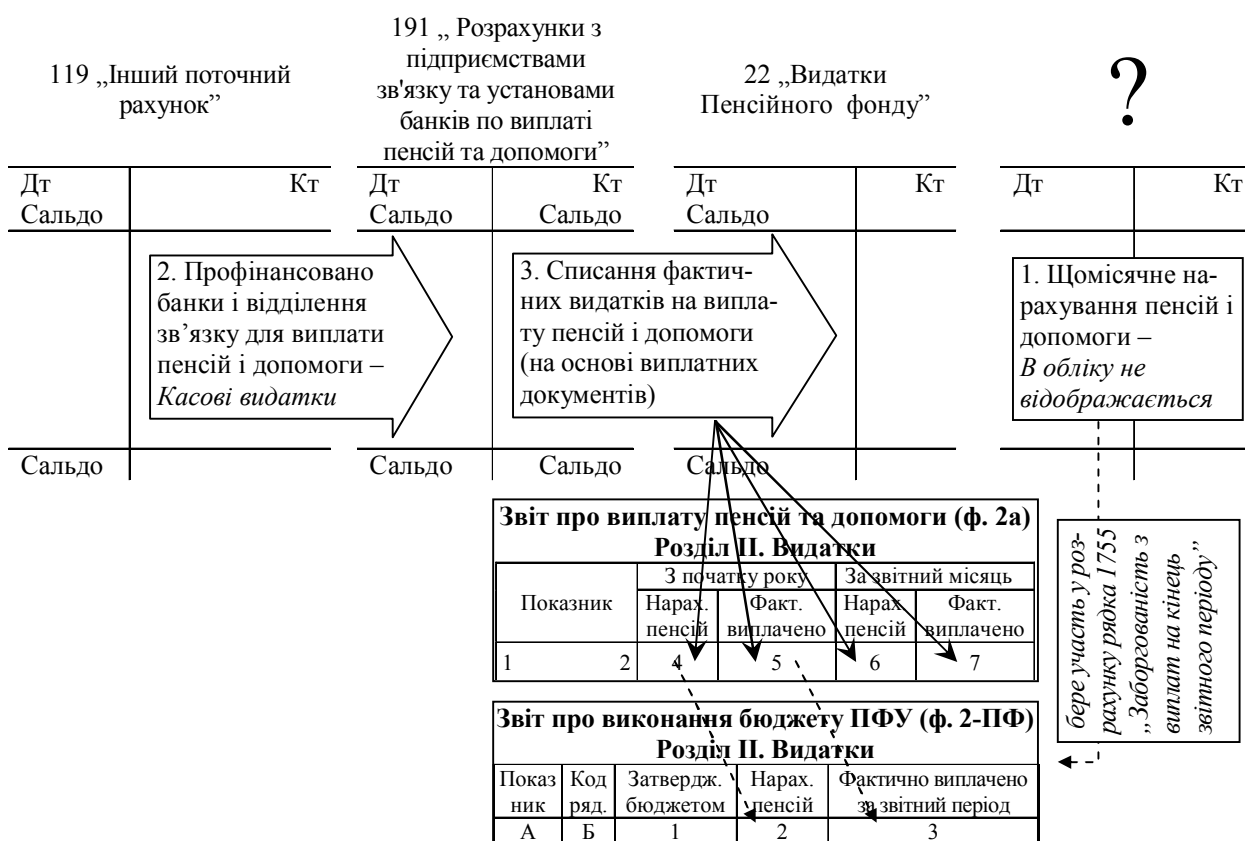 119 „Інший поточний
рахунок”
191 „ Розрахунки з
підприємствами
зв'язку та установами
банків по виплаті
пенсій та допомоги”
22 „Видатки
Пенсійного фонду”
?
Дт Кт
Сальдо
Дт Кт
Сальдо Сальдо
Дт Кт
Сальдо
Дт Кт
2. Профінансовано
банки і відділення
зв’язку для виплати
пенсій і допомоги –
Касові видатки
3. Списання фактич-
них видатків на випла-
ту пенсій і допомоги
(на основі виплатних
документів)
1. Щомісячне на-
рахування пенсій і
допомоги –
В обліку не
відображається
Сальдо
Сальдо Сальдо
Сальдо
Звіт про виплату пенсій та допомоги (ф. 2а)
Розділ ІІ. Видатки
Показник
З початку року За звітний місяць
Нарах. Факт. Нарах. Факт.
пенсій виплачено пенсій виплачено
1 2 4 5 6 7
бере участь у роз-
рахунку рядка 1755
„Заборгованість з
виплат на кінець
звітного періоду”
Звіт про виконання бюджету ПФУ (ф. 2-ПФ)
Розділ ІІ. Видатки
Показ Код Затвердж. Нарах. Фактично виплачено
ник ряд. бюджетом пенсій за звітний період
А Б 1 2 3